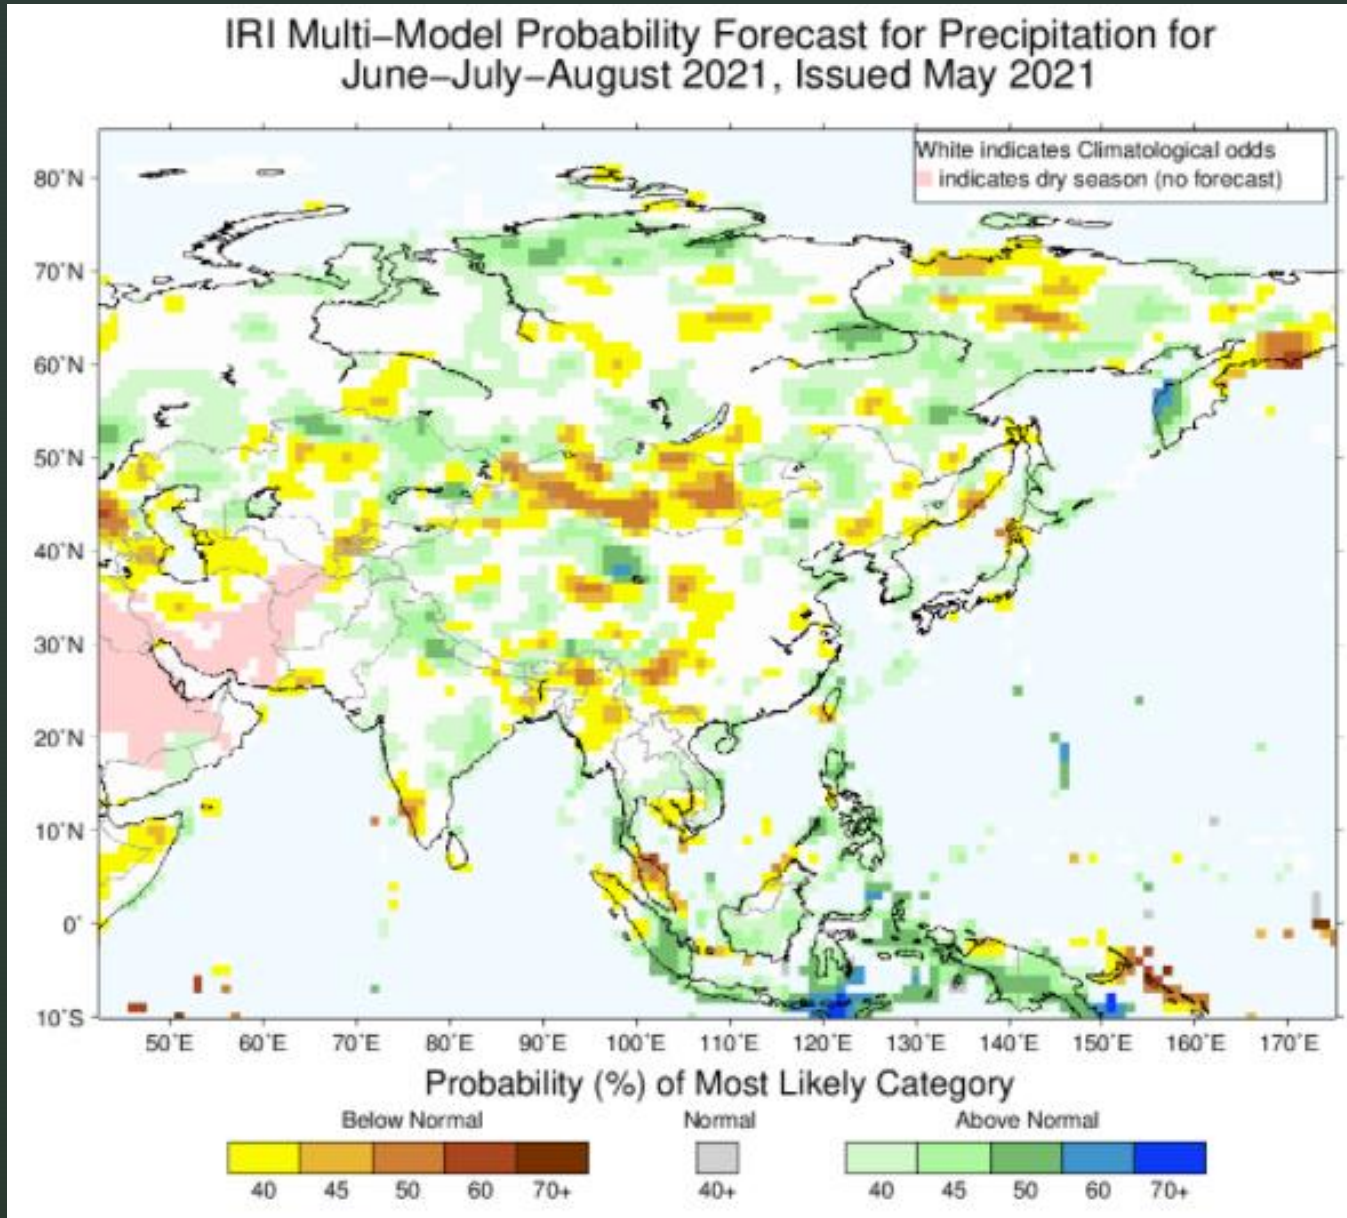 IRI Multi-Model Probability Forecast for Precipitation for
June-July-August 2021, Issued May 2021
White indicates Climatological odds
indicates dry season (no forecast)
80˚N
70˚N
60˚N
50˚N
40˚N
30˚N
20˚N
10˚N
0˚
10˚S
50˚E 60˚E 70˚E 80˚E 90˚E 100˚E 110˚E 120˚E 130˚E 140˚E 150˚E 160˚E 170˚E
Probability (%) of Most Likely Category
Below Normal Normal Above Normal
40 45 50 60 70+ 40+ 40 45 50 60 70+